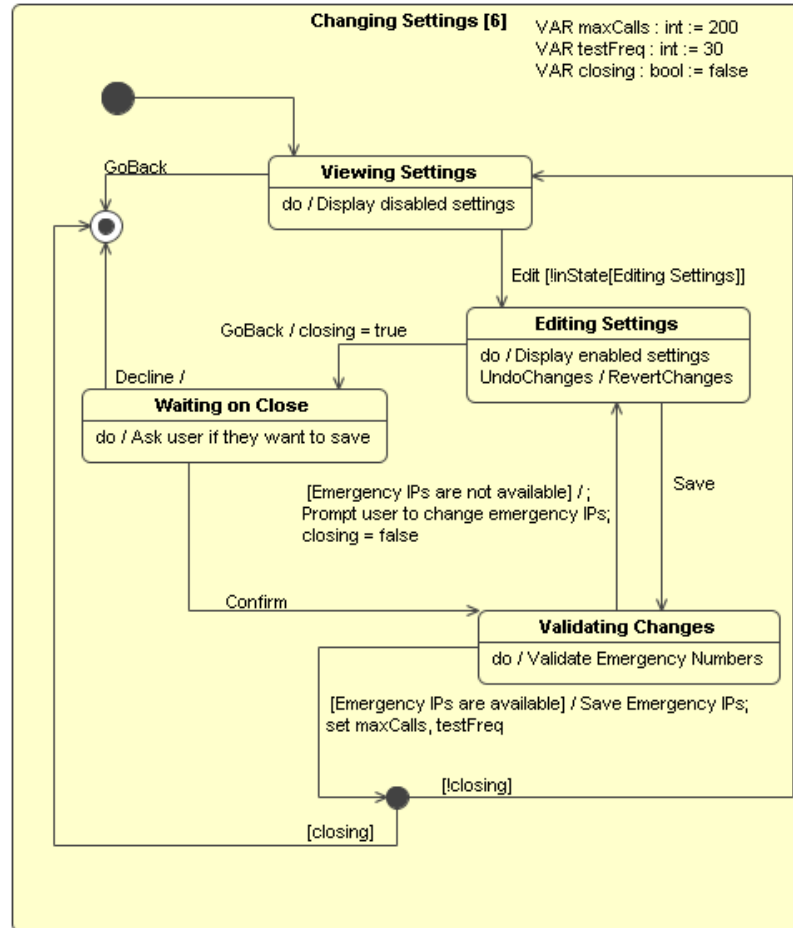 Changing Settings [6]
VAR maxCalls : int := 200
VAR testFreq : int := 30
VAR closing : bool := false
GoBack
Viewing Settings
do / Display disabled settings
Edit [!inState[Editing Settings]]
GoBack / closing = true
Editing Settings
do / Display enabled settings
UndoChanges / RevertChanges
Decline /
Waiting on Close
do / Ask user if they want to save
[Emergency IPs are not available] / ;
Prompt user to change emergency IPs;
closing = false
Save
Confirm
Validating Changes
do / Validate Emergency Numbers
[Emergency IPs are available] / Save Emergency IPs;
set maxCalls, testFreq
[!closing]
[closing]